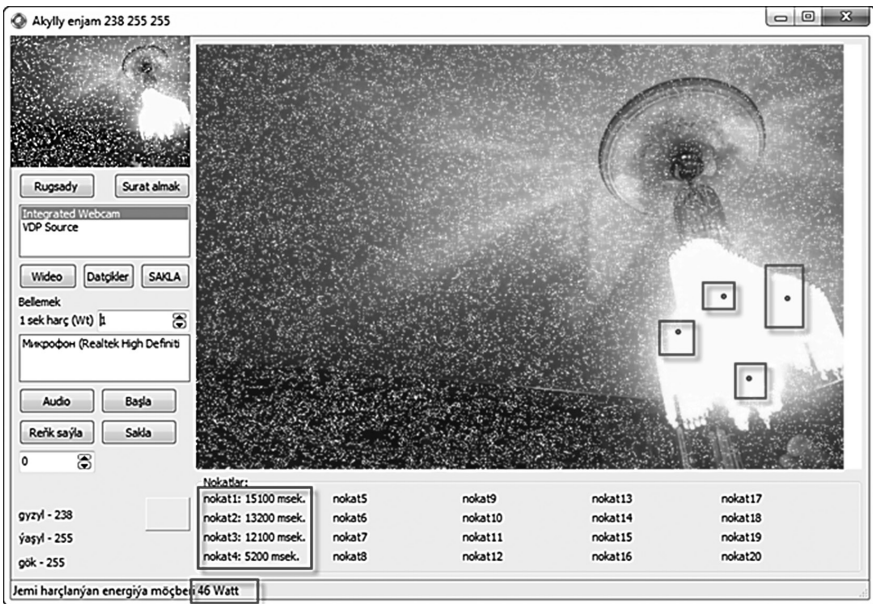 Akylly enjam 238 255 255
Rugsady Surat almak
Integrated Webcam
VDP Source
Wideo Datçikler SAKLA
Bellemek
1 sek harç (Wt) 1
Микрофон (Realtek High Definiti
Audio Başla
Reňk saýla Sakla
0
gyzyl - 238
ýaşyl - 255
gök - 255
Nokatlar:
nokat1: 15100 msek. nokat5 nokat9 nokat13 nokat17
nokat2: 13200 msek. nokat6 nokat10 nokat14 nokat18
nokat3: 12100 msek. nokat7 nokat11 nokat15 nokat19
nokat4: 5200 msek. nokat8 nokat12 nokat16 nokat20
Jemi harçlanýan energiýa möçberi 46 Watt